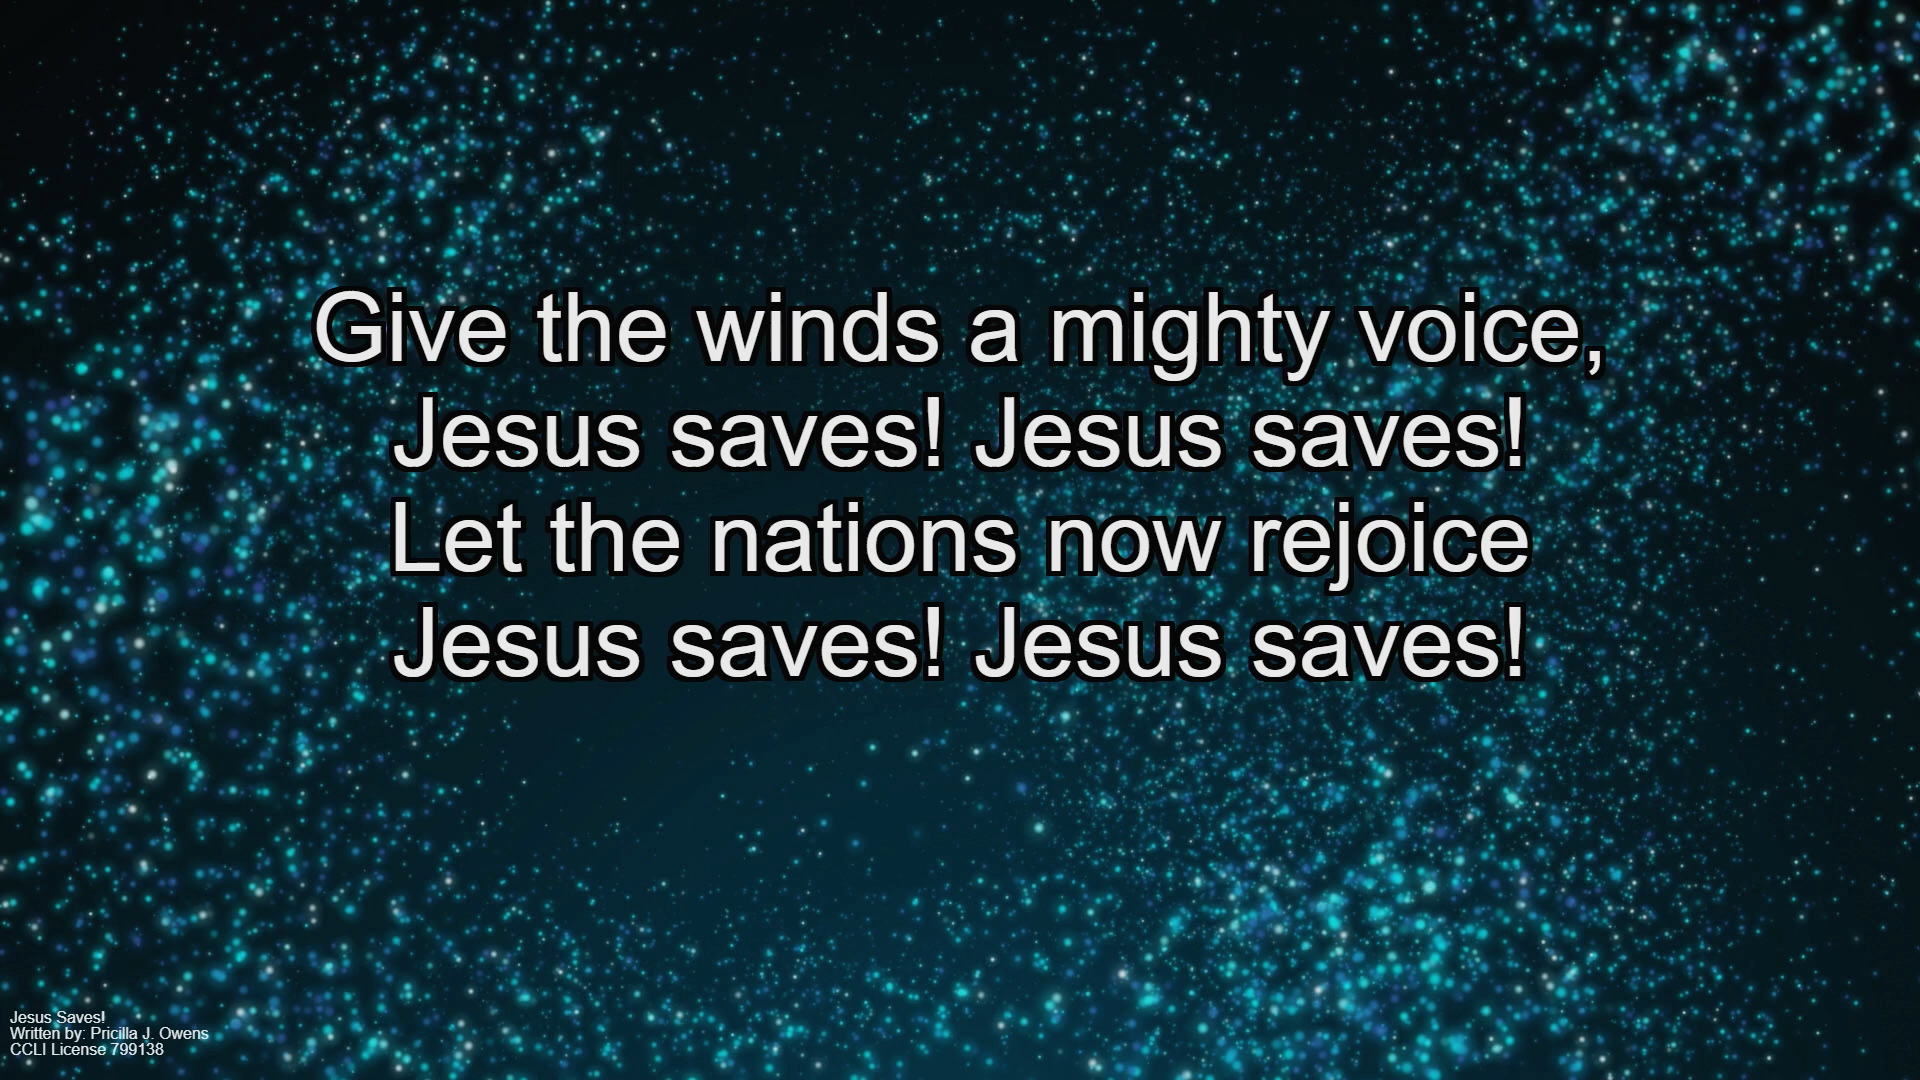 Give the winds a mighty voice,
Jesus saves! Jesus saves!
Let the nations now rejoice
Jesus saves! Jesus saves!
Jesus Saves!
Written by: Pricilla J. Owens
CCLI License 799138